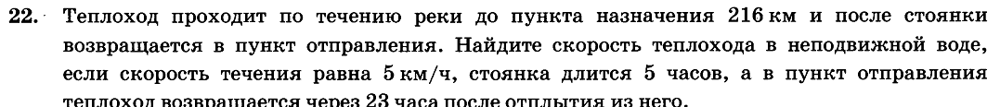 22. Теплоход проходит по течению реки до пункта назначения 216 км и после стоянки
возвращается в пункт отправления. Найдите скорость теплохода в неподвижной воде,
если скорость течения равна 5 км/ч, стоянка длится 5 часов, а в пункт отправления
теплоход возвращается через 23 часа после отплытия из него.